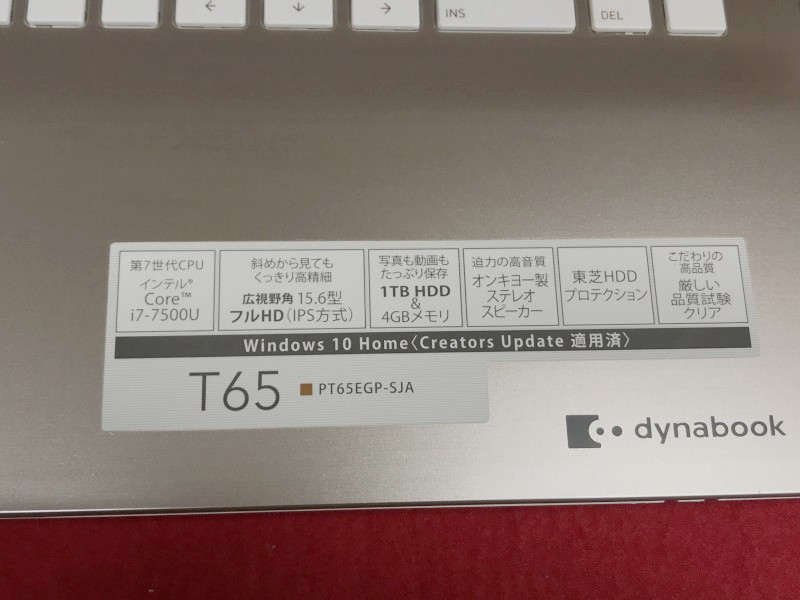 ← ↓ → INS DEL
第7世代CPU
インテル®
Core™
i7-7500U
斜めから見ても
くっきり高精細
広視野角 15.6型
フルHD(IPS方式)
写真も動画も
たっぷり保存
1TB HDD
&
4GBメモリ
迫力の高音質
オンキヨー製
ステレオ
スピーカー
東芝HDD
プロテクション
こだわりの
高品質
厳しい
品質試験
クリア
Windows 10 Home〈Creators Update 適用済〉
T65 ■PT65EGP-SJA
dynabook